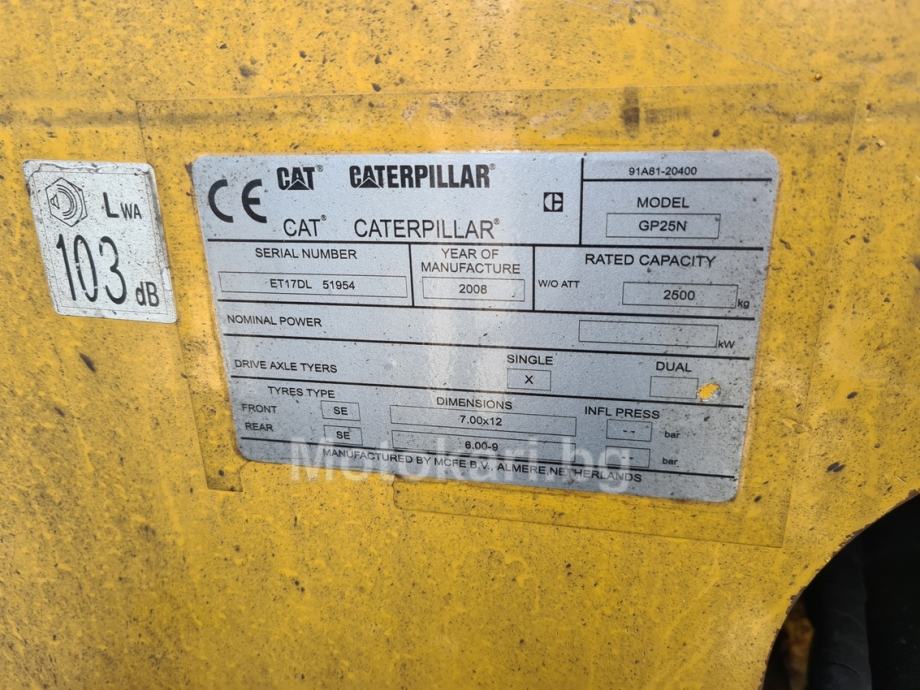 LWA
103 dB
CE CAT® CATERPILLAR®
CAT® CATERPILLAR®
91A81-20400
MODEL
GP25N
SERIAL NUMBER
ET17DL 51954
YEAR OF
MANUFACTURE
2008
RATED CAPACITY
W/O ATT 2500 kg
NOMINAL POWER kW
DRIVE AXLE TYERS SINGLE DUAL
X
TYRES TYPE DIMENSIONS INFL PRESS
FRONT SE 7.00x12 -- bar
REAR SE 6.00-9 bar
MANUFACTURED BY MCFE B.V., ALMERE, NETHERLANDS
Motokari.bg